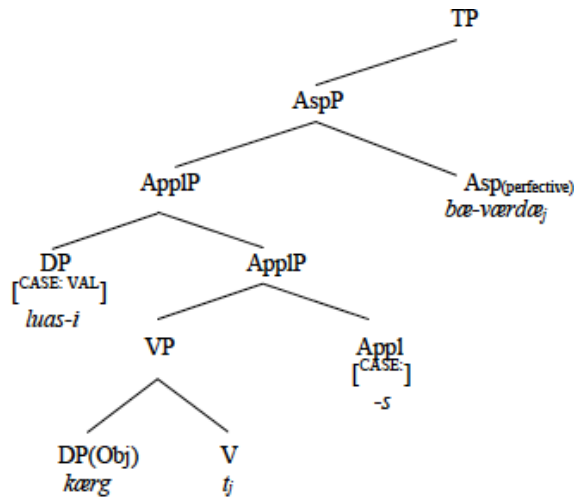 TP
AspP
ApplP Asp(perfective)
bæ-værdæj
DP ApplP
[CASE: VAL]
luas-i
VP Appl
[CASE:]
-s
DP(Obj) V
kærg tj